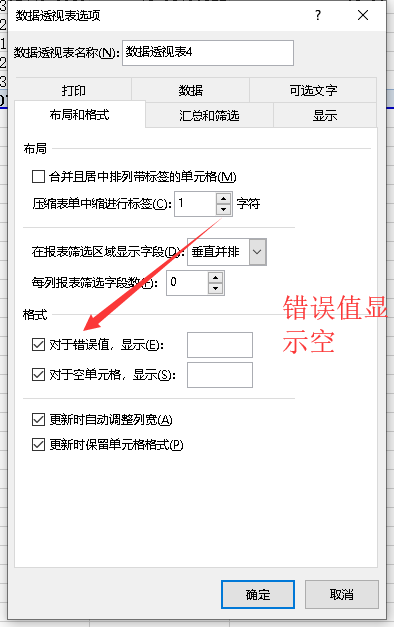 数据透视表选项
?
数据透视表名称(N):
数据透视表4
打印
数据
可选文字
布局和格式
汇总和筛选
显示
布局
合并且居中排列带标签的单元格(M)
压缩表单中缩进行标签(C): 1 字符
在报表筛选区域显示字段(D): 垂直并排
每列报表筛选字段数(F): 0
格式
对于错误值，显示(E):
对于空单元格，显示(S):
错误值显
示空
更新时自动调整列宽(A)
更新时保留单元格格式(P)
确定
取消